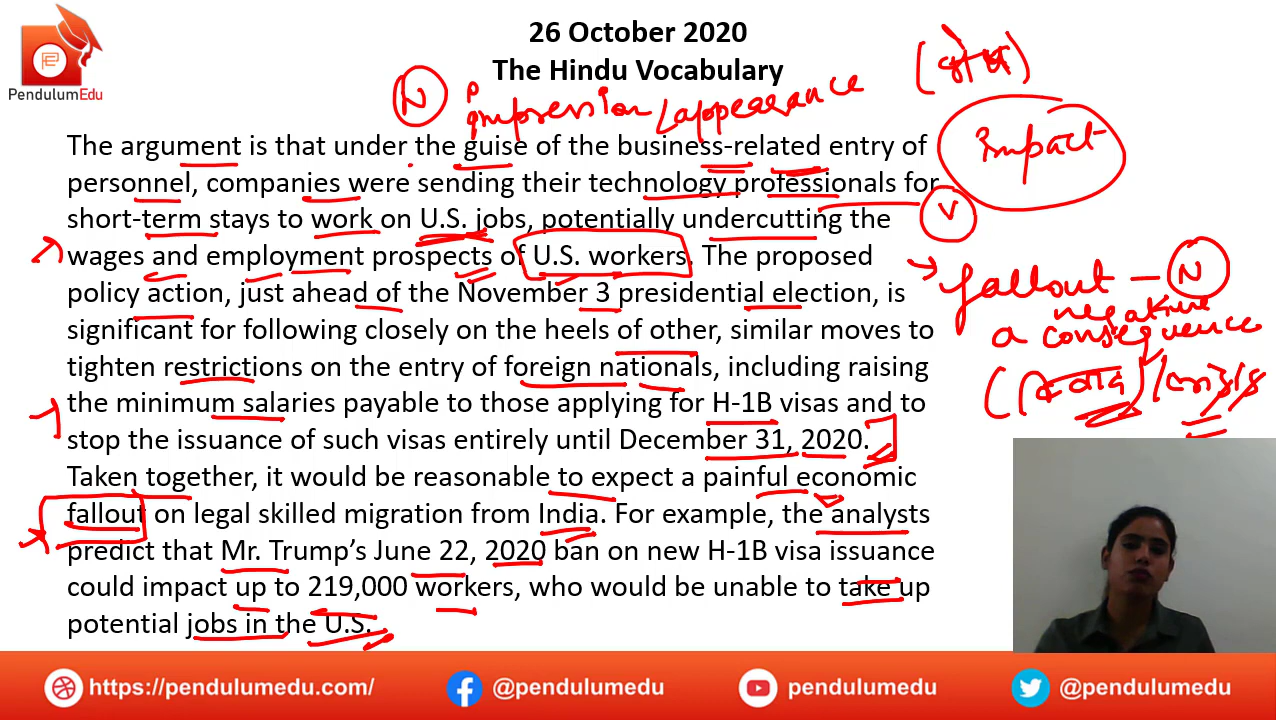 26 October 2020
The Hindu Vocabulary
PendulumEdu
N
impression/appearance
Impact
The argument is that under the guise of the business-related entry of
personnel, companies were sending their technology professionals for
short-term stays to work on U.S. jobs, potentially undercutting the
V
wages and employment prospects of U.S. workers. The proposed
policy action, just ahead of the November 3 presidential election, is
fallout - N
significant for following closely on the heels of other, similar moves to
negative
a consequence
tighten restrictions on the entry of foreign nationals, including raising
the minimum salaries payable to those applying for H-1B visas and to
stop the issuance of such visas entirely until December 31, 2020.
Taken together, it would be reasonable to expect a painful economic
fallout on legal skilled migration from India. For example, the analysts
predict that Mr. Trump's June 22, 2020 ban on new H-1B visa issuance
could impact up to 219,000 workers, who would be unable to take up
potential jobs in the U.S.
https://pendulumedu.com/
@pendulumedu
pendulumedu
@pendulumedu